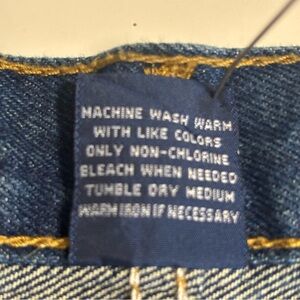 MACHINE WASH WARM
WITH LIKE COLORS
ONLY NON-CHLORINE
BLEACH WHEN NEEDED
TUMBLE DRY MEDIUM
WARM IRON IF NECESSARY